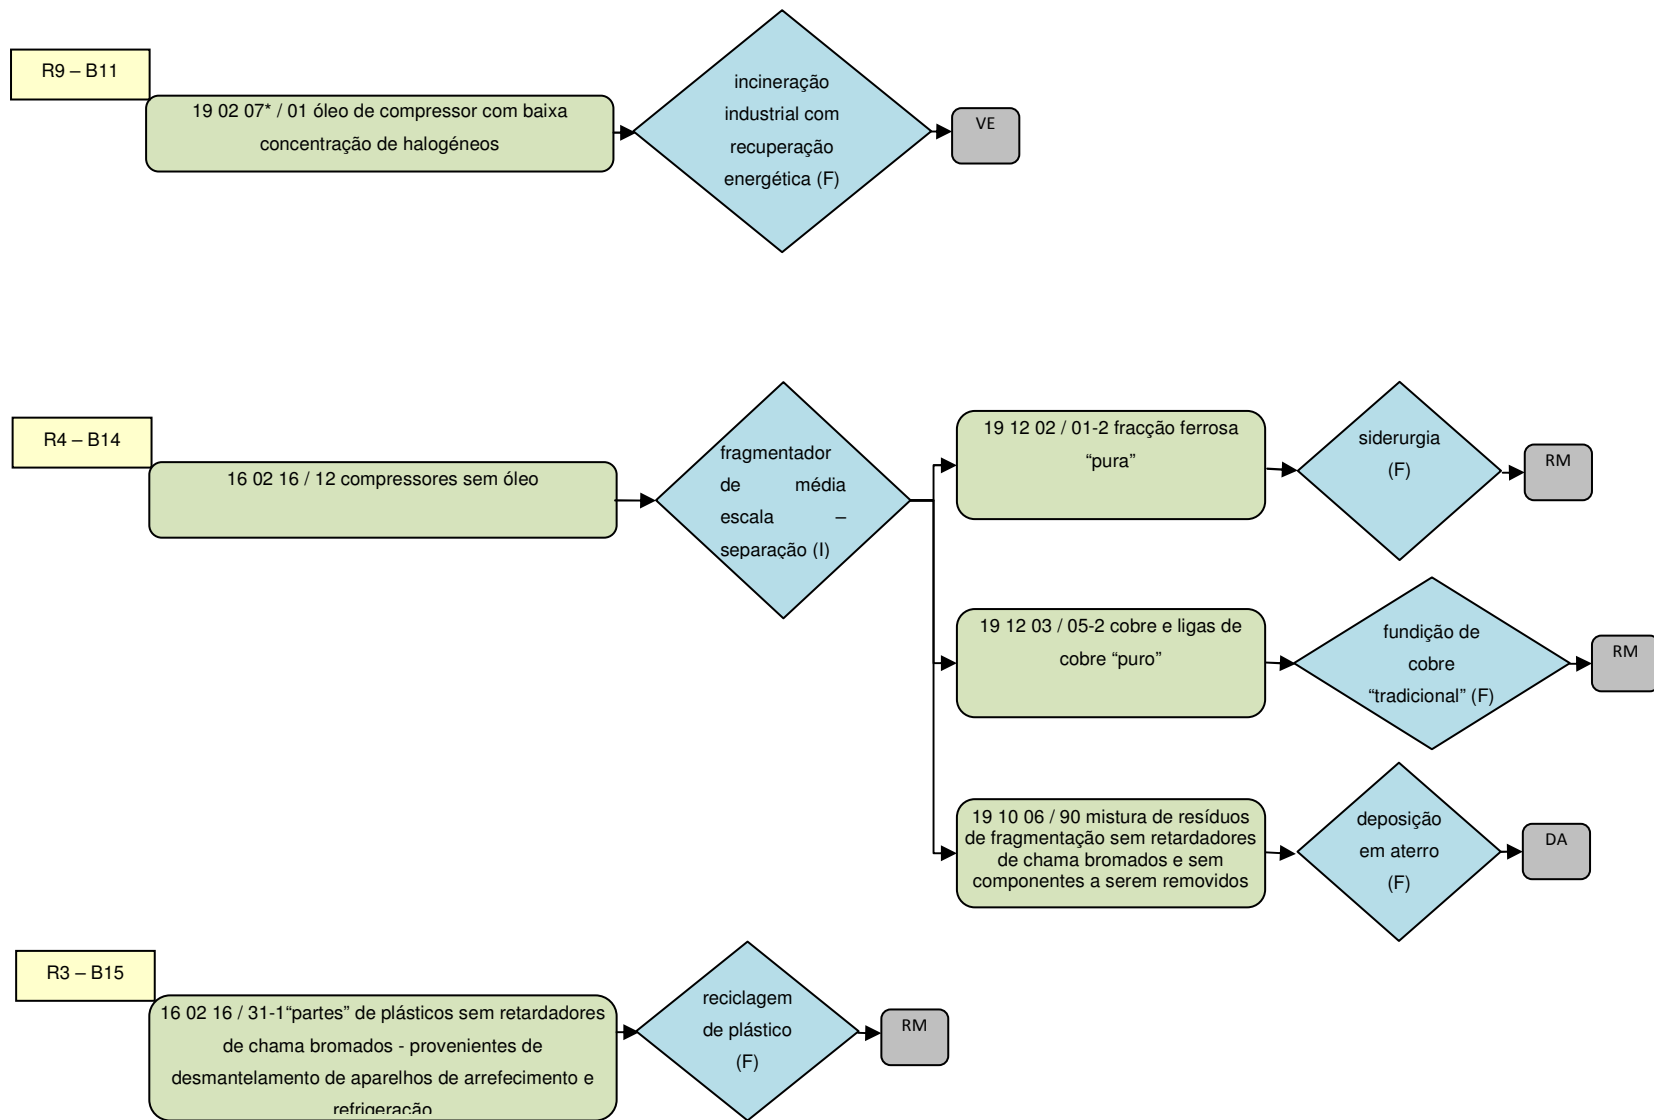 R9 – B11
19 02 07* / 01 óleo de compressor com baixa
concentração de halogéneos
incineração
industrial com
recuperação
energética (F)
VE
R4 – B14
16 02 16 / 12 compressores sem óleo
fragmentador
de média
escala –
separação (I)
19 12 02 / 01-2 fracção ferrosa
“pura”
siderurgia
(F)
RM
19 12 03 / 05-2 cobre e ligas de
cobre “puro”
fundição de
cobre
“tradicional” (F)
RM
19 10 06 / 90 mistura de resíduos
de fragmentação sem retardadores
de chama bromados e sem
componentes a serem removidos
deposição
em aterro
(F)
DA
R3 – B15
16 02 16 / 31-1“partes” de plásticos sem retardadores
de chama bromados - provenientes de
desmantelamento de aparelhos de arrefecimento e
refrigeração
reciclagem
de plástico
(F)
RM